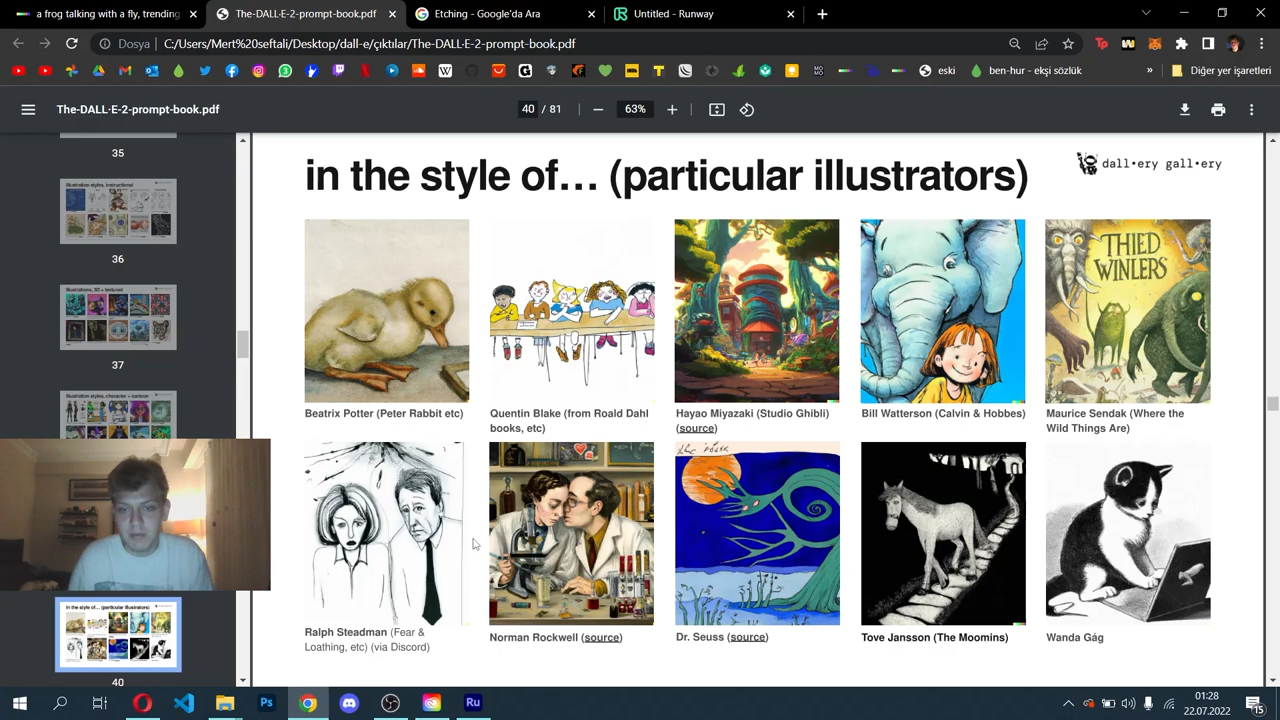 a frog talking with a fly, trending
The-DALL·E-2-prompt-book.pdf
Etching - Google'da Ara
Untitled - Runway
Dosya
C:/Users/Mert%20seftali/Desktop/dall-e/çıktılar/The-DALL·E-2-prompt-book.pdf
eski
ben-hur - ekşi sözlük
Diğer yer işaretleri
The-DALL·E-2-prompt-book.pdf
40 / 81
63%
35
36
37
40
in the style of… (particular illustrators)
dall•ery gall•ery
THIED
WINLERS
Beatrix Potter (Peter Rabbit etc)
Quentin Blake (from Roald Dahl
books, etc)
Hayao Miyazaki (Studio Ghibli)
(source)
Bill Watterson (Calvin & Hobbes)
Maurice Sendak (Where the
Wild Things Are)
Ralph Steadman (Fear &
Loathing, etc) (via Discord)
Norman Rockwell (source)
Dr. Seuss (source)
Tove Jansson (The Moomins)
Wanda Gág
01:28
22.07.2022